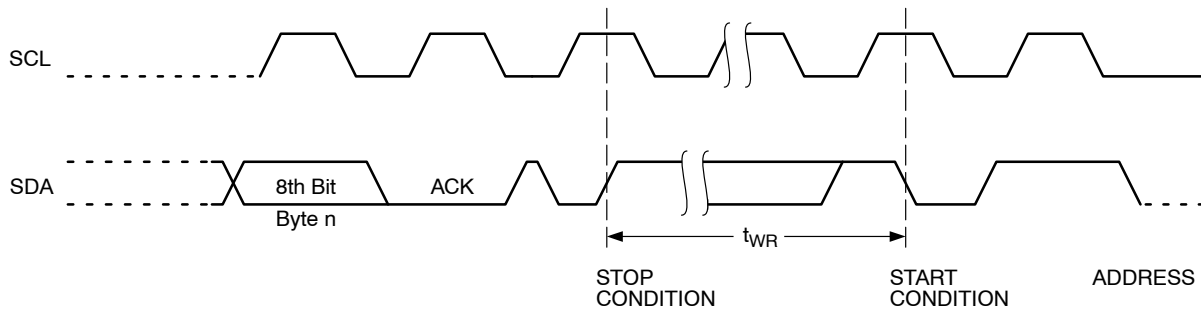 SCL
SDA
8th Bit
Byte n
ACK
tWR
STOP
CONDITION
START
CONDITION
ADDRESS